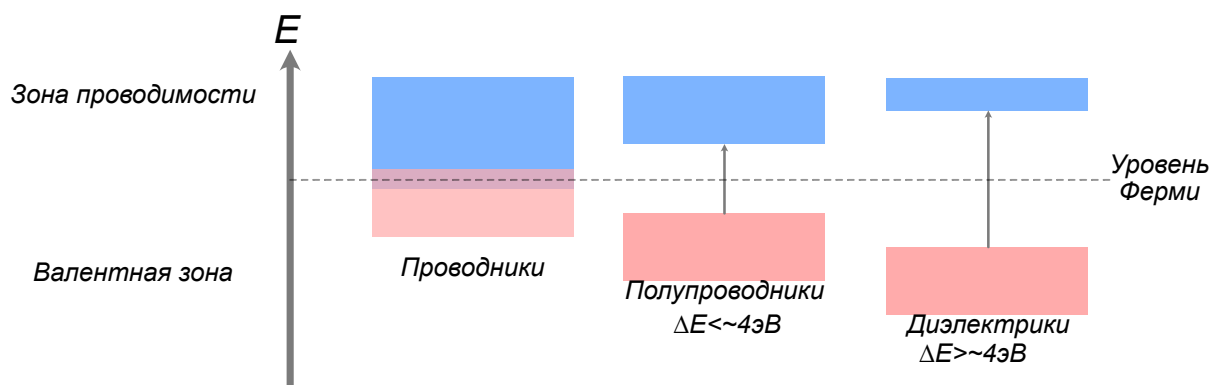 E
Зона проводимости
Уровень
Ферми
Валентная зона
Проводники
Полупроводники
ΔE<~4эВ
Диэлектрики
ΔE>~4эВ